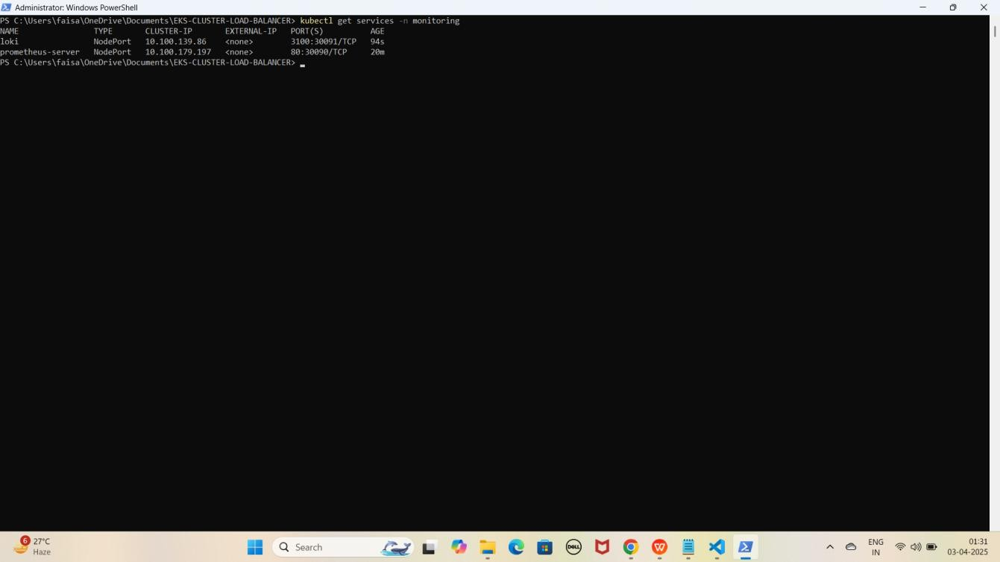 Administrator: Windows PowerShell
PS C:\Users\faisa\OneDrive\Documents\EKS-CLUSTER-LOAD-BALANCER> kubectl get services -n monitoring
NAME TYPE CLUSTER-IP EXTERNAL-IP PORT(S) AGE
loki NodePort 10.100.139.86 <none> 3100:30091/TCP 94s
prometheus-server NodePort 10.100.179.197 <none> 80:30090/TCP 20m
PS C:\Users\faisa\OneDrive\Documents\EKS-CLUSTER-LOAD-BALANCER>
6
27°C
Haze
Search
DELL
W
ENG
IN
01:31
03-04-2025